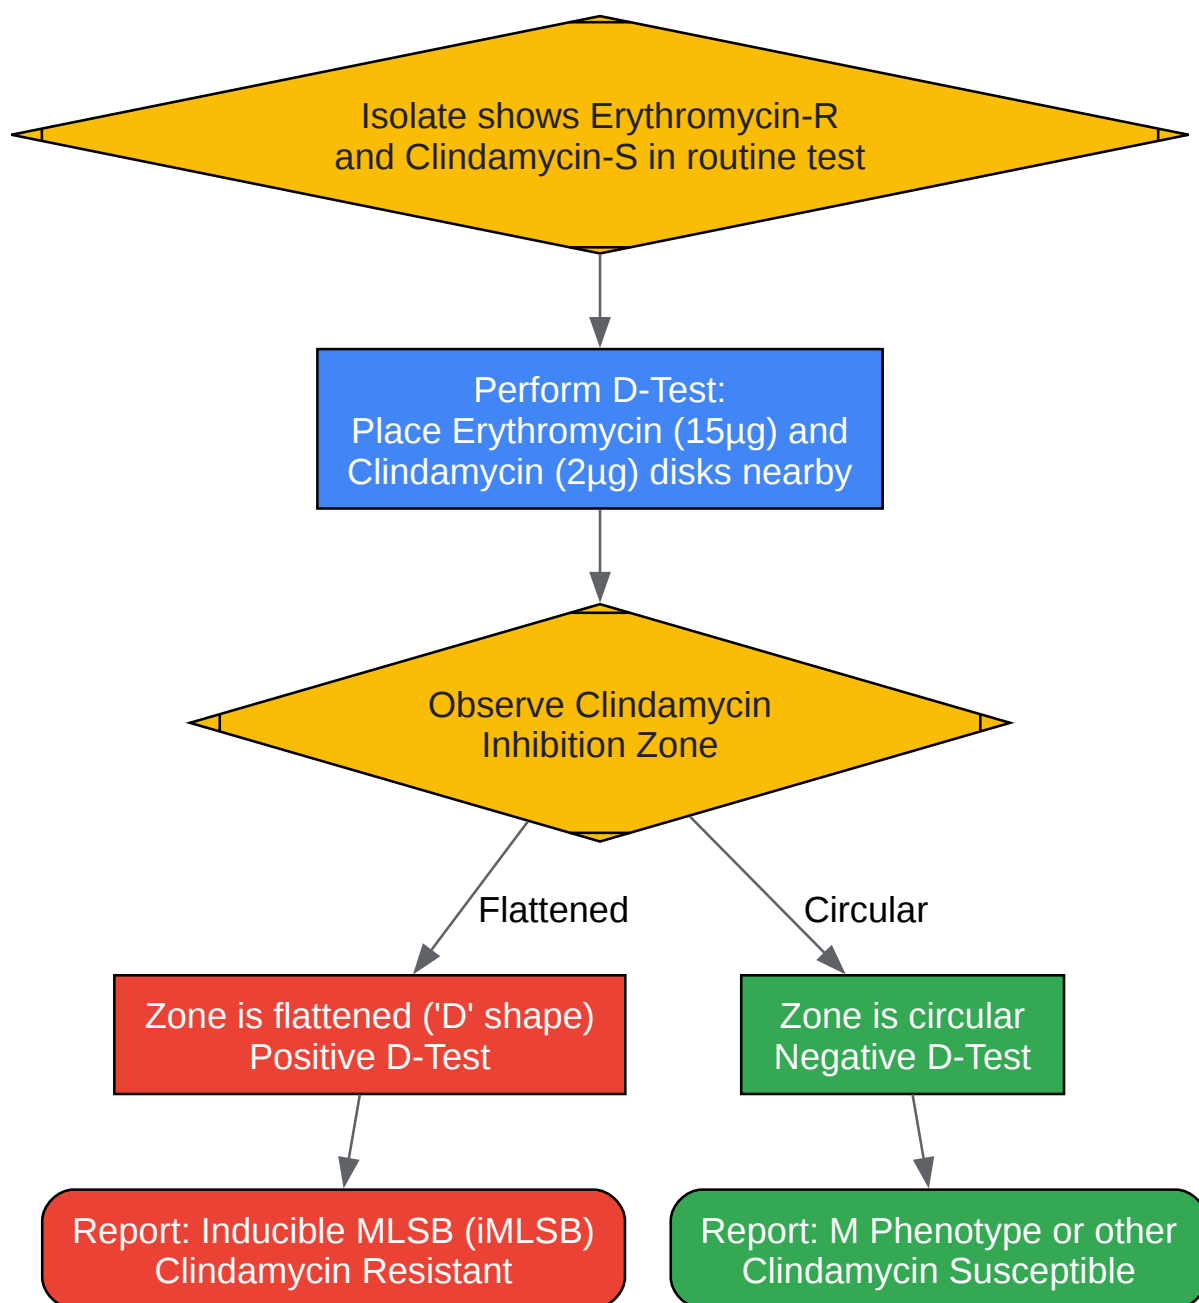 Isolate shows Erythromycin-R
and Clindamycin-S in routine test
Perform D-Test:
Place Erythromycin (15µg) and
Clindamycin (2µg) disks nearby
Observe Clindamycin
Inhibition Zone
Flattened
Circular
Zone is flattened ('D' shape)
Positive D-Test
Zone is circular
Negative D-Test
Report: Inducible MLSB (iMLSB)
Clindamycin Resistant
Report: M Phenotype or other
Clindamycin Susceptible